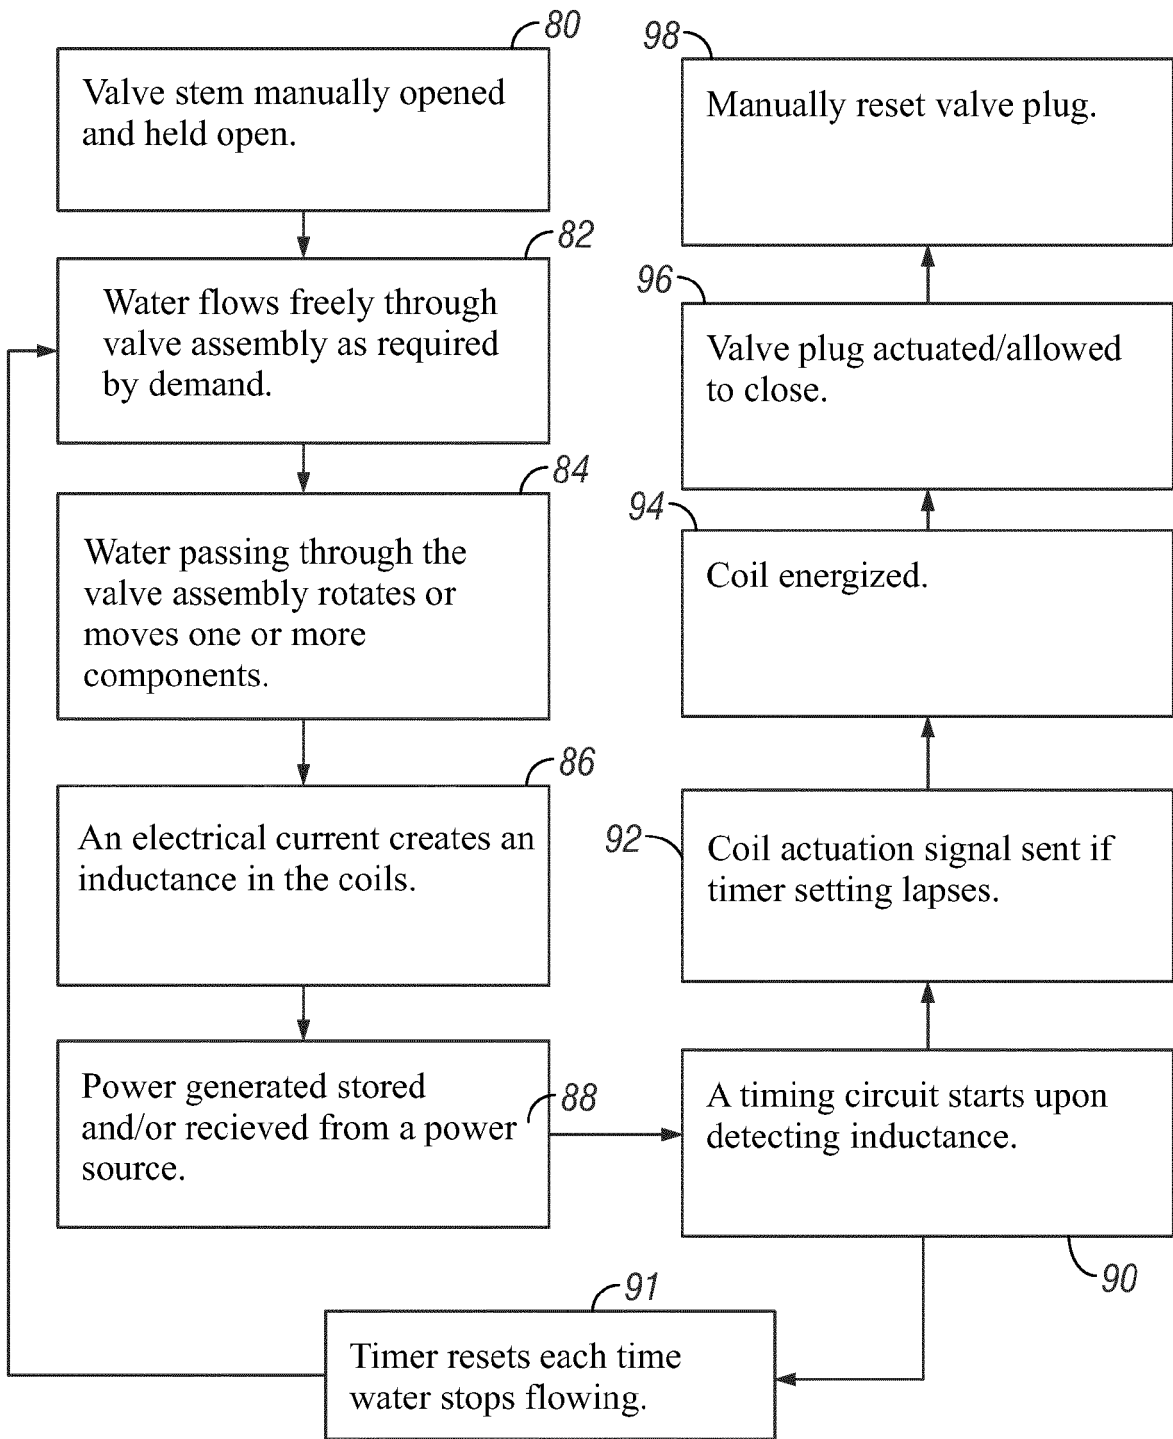 80
Valve stem manually opened
and held open.
82
Water flows freely through
valve assembly as required
by demand.
84
Water passing through the
valve assembly rotates or
moves one or more
components.
86
An electrical current creates an
inductance in the coils.
88
Power generated stored
and/or recieved from a power
source.
90
A timing circuit starts upon
detecting inductance.
91
Timer resets each time
water stops flowing.
92
Coil actuation signal sent if
timer setting lapses.
94
Coil energized.
96
Valve plug actuated/allowed
to close.
98
Manually reset valve plug.